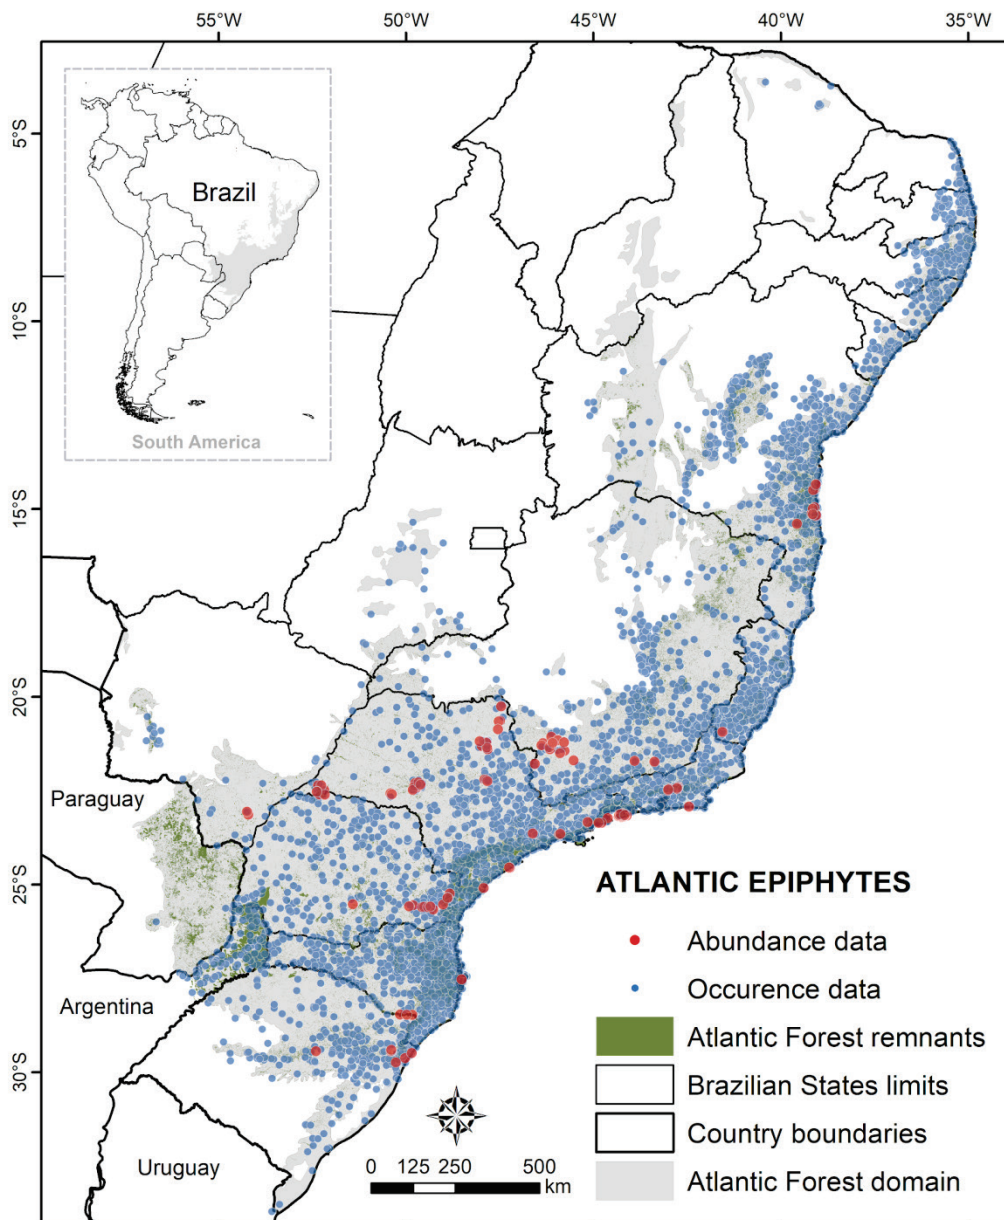 55°W 50°W 45°W 40°W 35°W
5°S
10°S
15°S
20°S
25°S
30°S
Brazil
South America
Paraguay
Argentina
Uruguay
ATLANTIC EPIPHYTES
Abundance data
Occurence data
Atlantic Forest remnants
Brazilian States limits
Country boundaries
Atlantic Forest domain
0 125 250 500
km